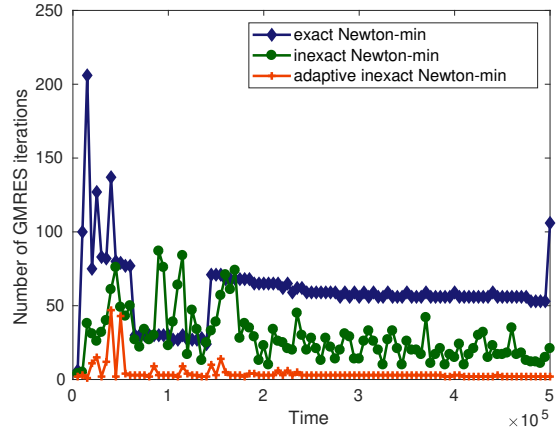 250
200
150
100
50
0
Number of GMRES iterations
exact Newton-min
inexact Newton-min
adaptive inexact Newton-min
0 1 2 3 4 5
Time
×10^5